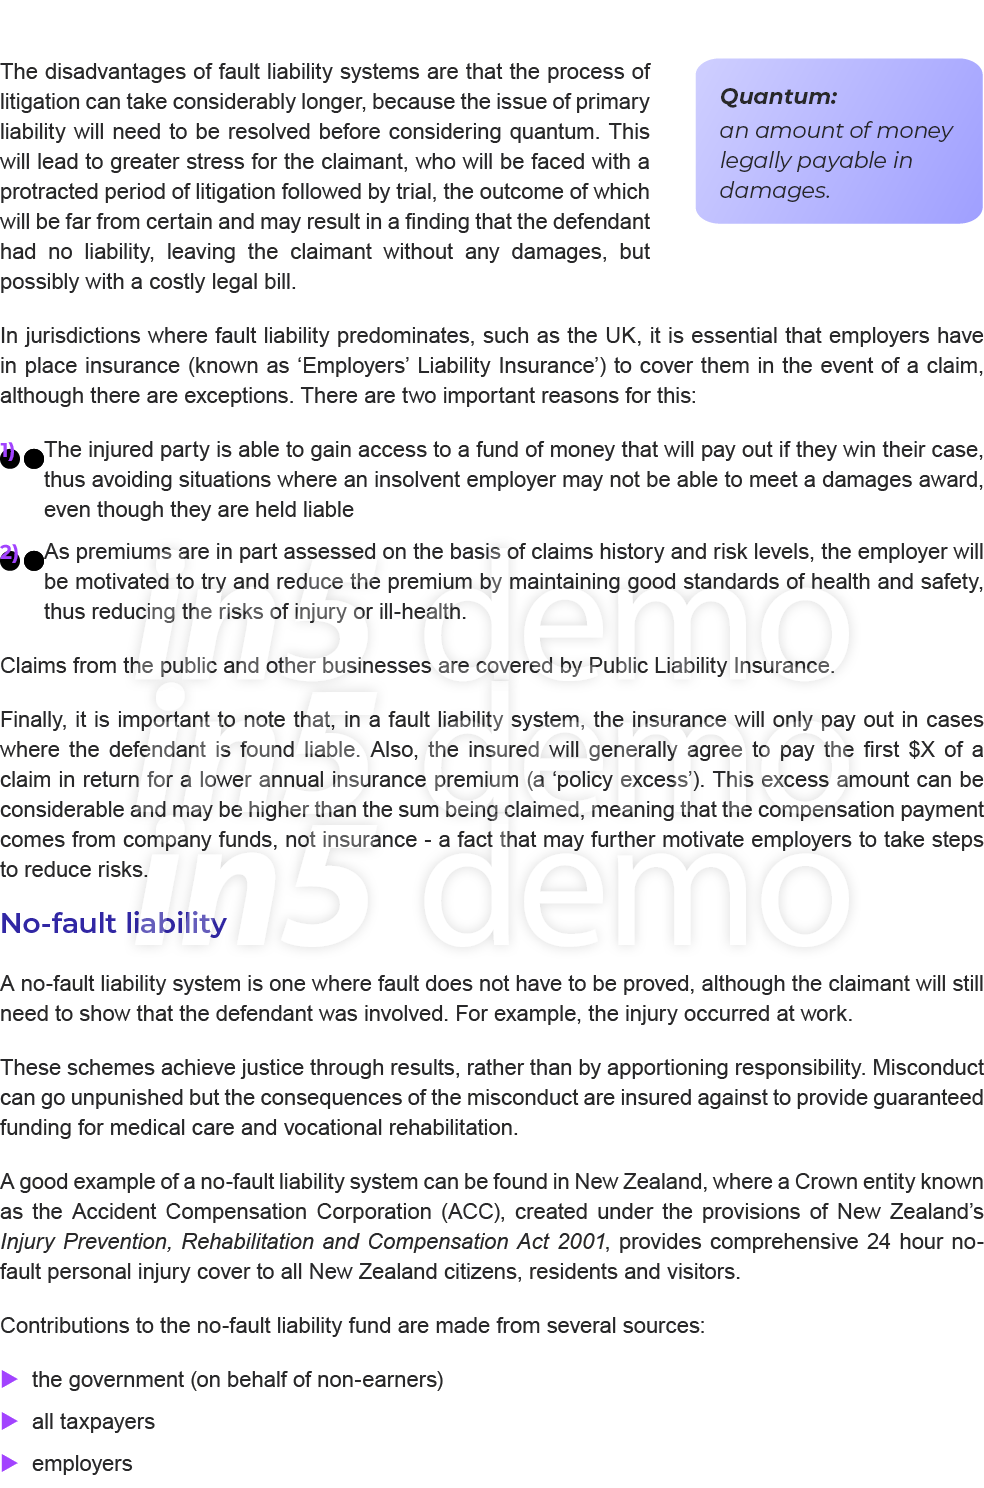 The disadvantages of fault liability systems are that the process of
litigation can take considerably longer, because the issue of primary
liability will need to be resolved before considering quantum. This
will lead to greater stress for the claimant, who will be faced with a
protracted period of litigation followed by trial, the outcome of which
will be far from certain and may result in a finding that the defendant
had no liability, leaving the claimant without any damages, but
possibly with a costly legal bill.
Quantum:
an amount of money
legally payable in
damages.
In jurisdictions where fault liability predominates, such as the UK, it is essential that employers have
in place insurance (known as ‘Employers’ Liability Insurance’) to cover them in the event of a claim,
although there are exceptions. There are two important reasons for this:
1) The injured party is able to gain access to a fund of money that will pay out if they win their case,
thus avoiding situations where an insolvent employer may not be able to meet a damages award,
even though they are held liable
2) As premiums are in part assessed on the basis of claims history and risk levels, the employer will
be motivated to try and reduce the premium by maintaining good standards of health and safety,
thus reducing the risks of injury or ill-health.
Claims from the public and other businesses are covered by Public Liability Insurance.
Finally, it is important to note that, in a fault liability system, the insurance will only pay out in cases
where the defendant is found liable. Also, the insured will generally agree to pay the first $X of a
claim in return for a lower annual insurance premium (a ‘policy excess’). This excess amount can be
considerable and may be higher than the sum being claimed, meaning that the compensation payment
comes from company funds, not insurance - a fact that may further motivate employers to take steps
to reduce risks.
in5 demo
in5 demo
in5 demo
No-fault liability
A no-fault liability system is one where fault does not have to be proved, although the claimant will still
need to show that the defendant was involved. For example, the injury occurred at work.
These schemes achieve justice through results, rather than by apportioning responsibility. Misconduct
can go unpunished but the consequences of the misconduct are insured against to provide guaranteed
funding for medical care and vocational rehabilitation.
A good example of a no-fault liability system can be found in New Zealand, where a Crown entity known
as the Accident Compensation Corporation (ACC), created under the provisions of New Zealand’s
Injury Prevention, Rehabilitation and Compensation Act 2001, provides comprehensive 24 hour no-
fault personal injury cover to all New Zealand citizens, residents and visitors.
Contributions to the no-fault liability fund are made from several sources:
the government (on behalf of non-earners)
all taxpayers
employers